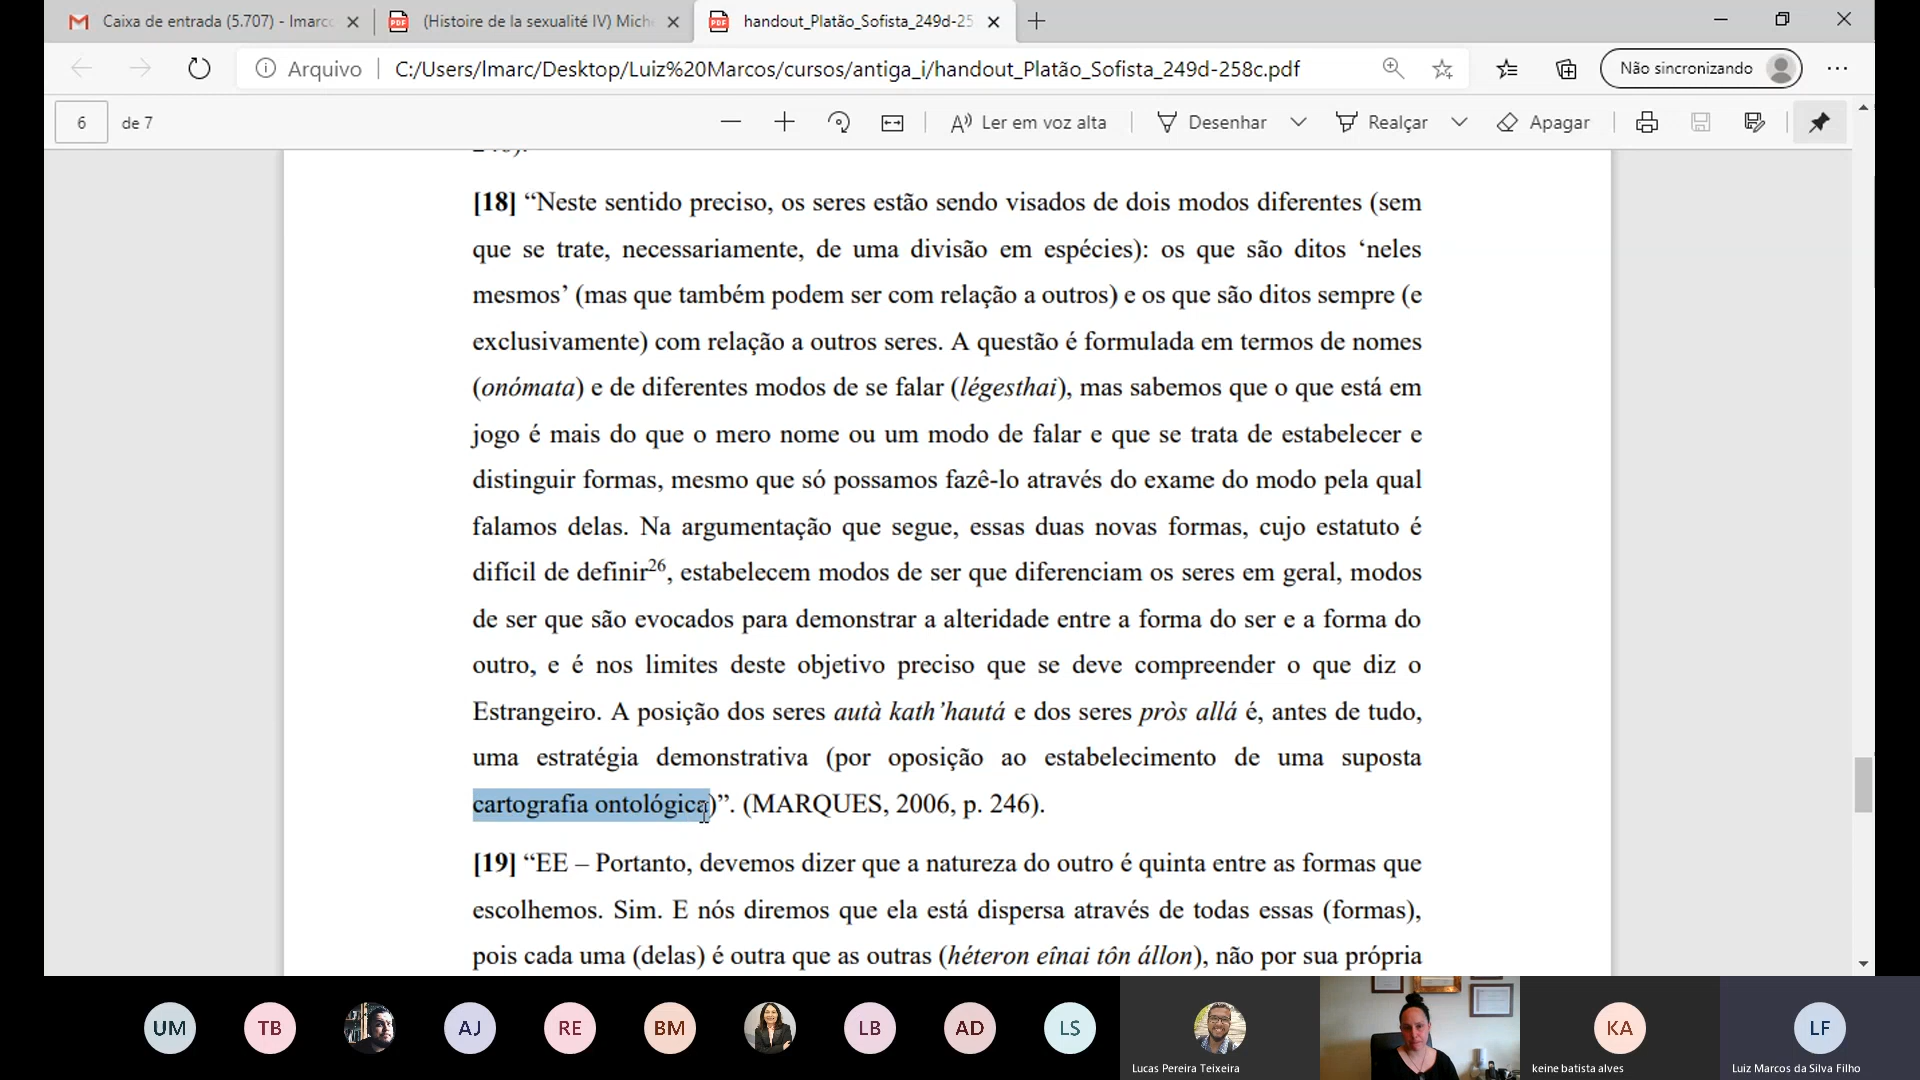 Caixa de entrada (5.707) - lmarc
(Histoire de la sexualité IV) Mich
handout_Platão_Sofista_249d-25
Arquivo
C:/Users/lmarc/Desktop/Luiz%20Marcos/cursos/antiga_i/handout_Platão_Sofista_249d-258c.pdf
Não sincronizando
6 de 7
Ler em voz alta
Desenhar
Realçar
Apagar
[18] “Neste sentido preciso, os seres estão sendo visados de dois modos diferentes (sem
que se trate, necessariamente, de uma divisão em espécies): os que são ditos ‘neles
mesmos’ (mas que também podem ser com relação a outros) e os que são ditos sempre (e
exclusivamente) com relação a outros seres. A questão é formulada em termos de nomes
(onómata) e de diferentes modos de se falar (légesthai), mas sabemos que o que está em
jogo é mais do que o mero nome ou um modo de falar e que se trata de estabelecer e
distinguir formas, mesmo que só possamos fazê-lo através do exame do modo pela qual
falamos delas. Na argumentação que segue, essas duas novas formas, cujo estatuto é
difícil de definir26, estabelecem modos de ser que diferenciam os seres em geral, modos
de ser que são evocados para demonstrar a alteridade entre a forma do ser e a forma do
outro, e é nos limites deste objetivo preciso que se deve compreender o que diz o
Estrangeiro. A posição dos seres autà kath’hautá e dos seres pròs allá é, antes de tudo,
uma estratégia demonstrativa (por oposição ao estabelecimento de uma suposta
cartografia ontológica)”. (MARQUES, 2006, p. 246).
[19] “EE – Portanto, devemos dizer que a natureza do outro é quinta entre as formas que
escolhemos. Sim. E nós diremos que ela está dispersa através de todas essas (formas),
pois cada uma (delas) é outra que as outras (héteron eînai tôn állon), não por sua própria
UM
TB
AJ
RE
BM
LB
AD
LS
KA
LF
Lucas Pereira Teixeira
keine batista alves
Luiz Marcos da Silva Filho